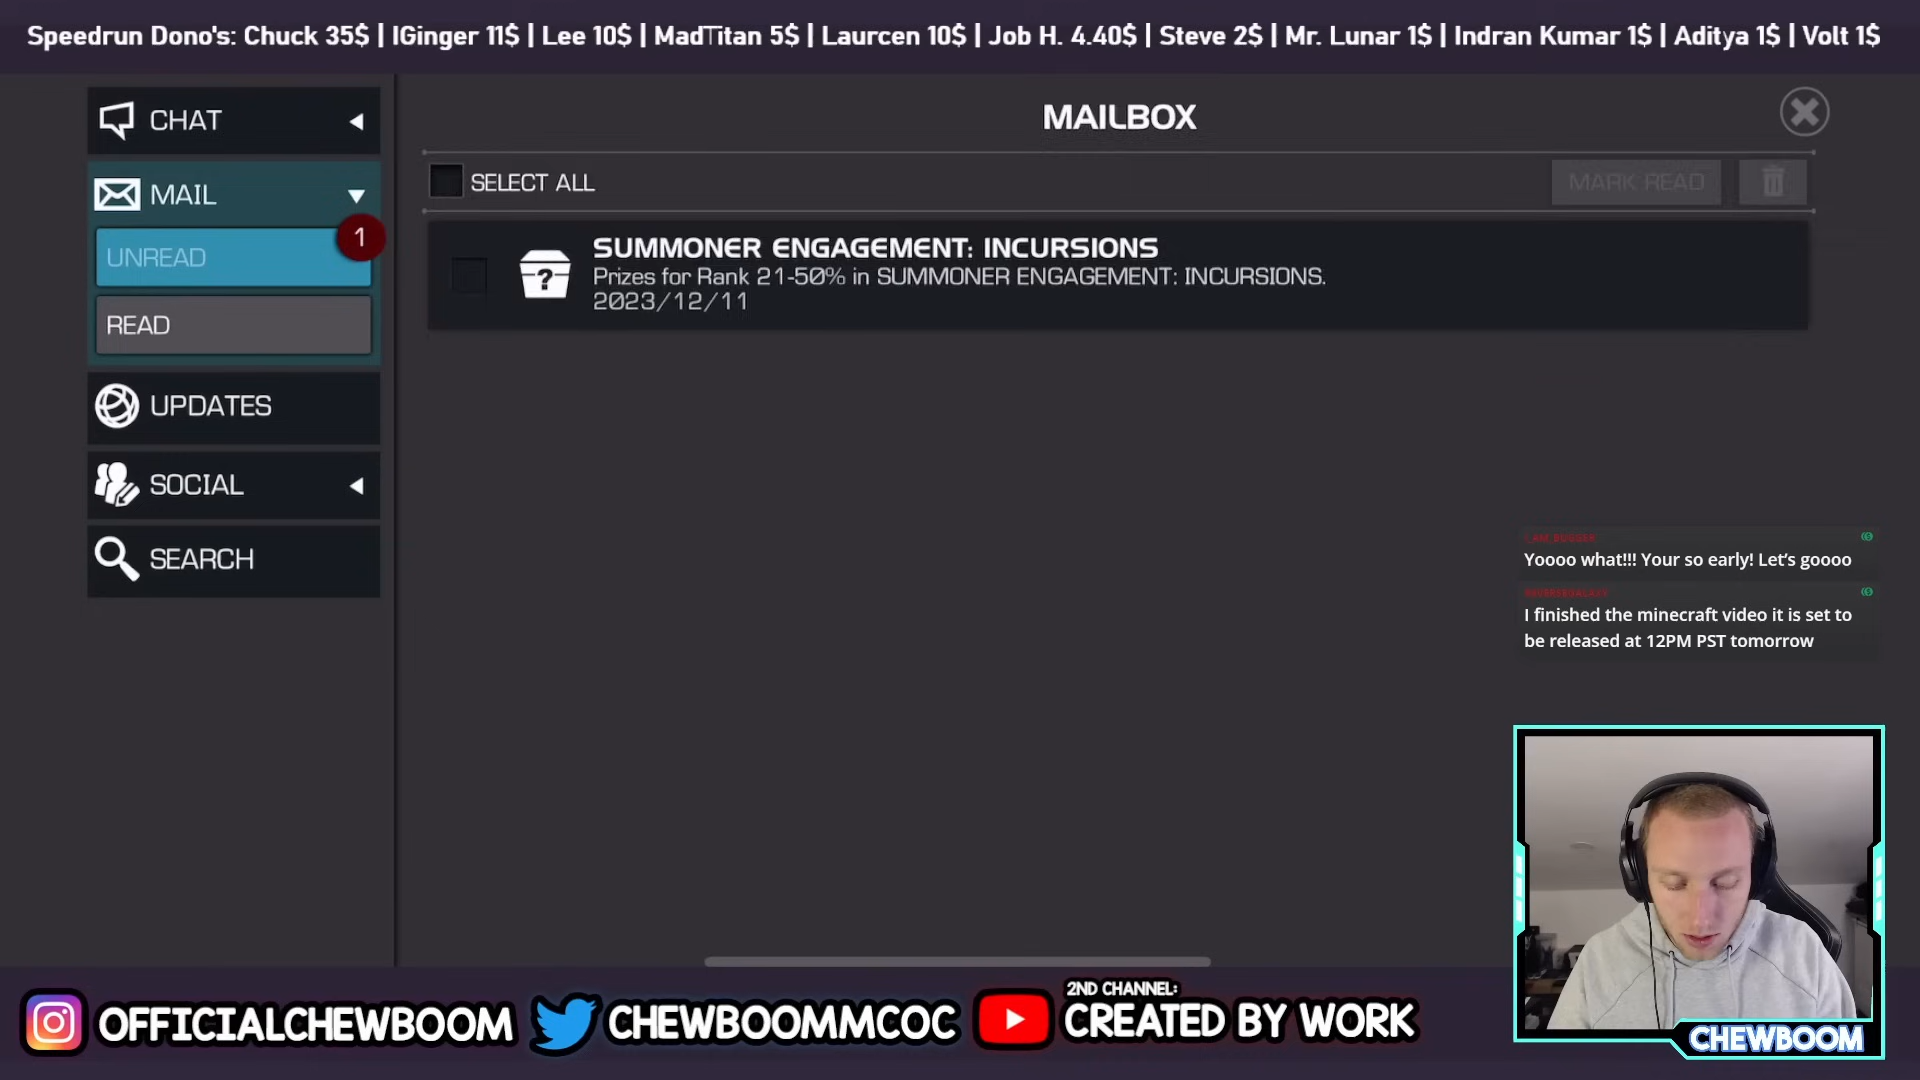 Speedrun Dono's: Chuck 35$ | IGinger 11$ | Lee 10$ | MadTitan 5$ | Laurcen 10$ | Job H. 4.40$ | Steve 2$ | Mr. Lunar 1$ | Indran Kumar 1$ | Aditya 1$ | Volt 1$
CHAT
MAIL
1
UNREAD
READ
UPDATES
SOCIAL
SEARCH
MAILBOX
SELECT ALL
MARK READ
SUMMONER ENGAGEMENT: INCURSIONS
Prizes for Rank 21-50% in SUMMONER ENGAGEMENT: INCURSIONS.
2023/12/11
I_AM_BUGGER
Yoooo what!!! Your so early! Let's goooo
I finished the minecraft video it is set to
be released at 12PM PST tomorrow
OFFICIALCHEWBOOM
CHEWBOOMMCOC
2ND CHANNEL:
CREATED BY WORK
CHEWBOOM